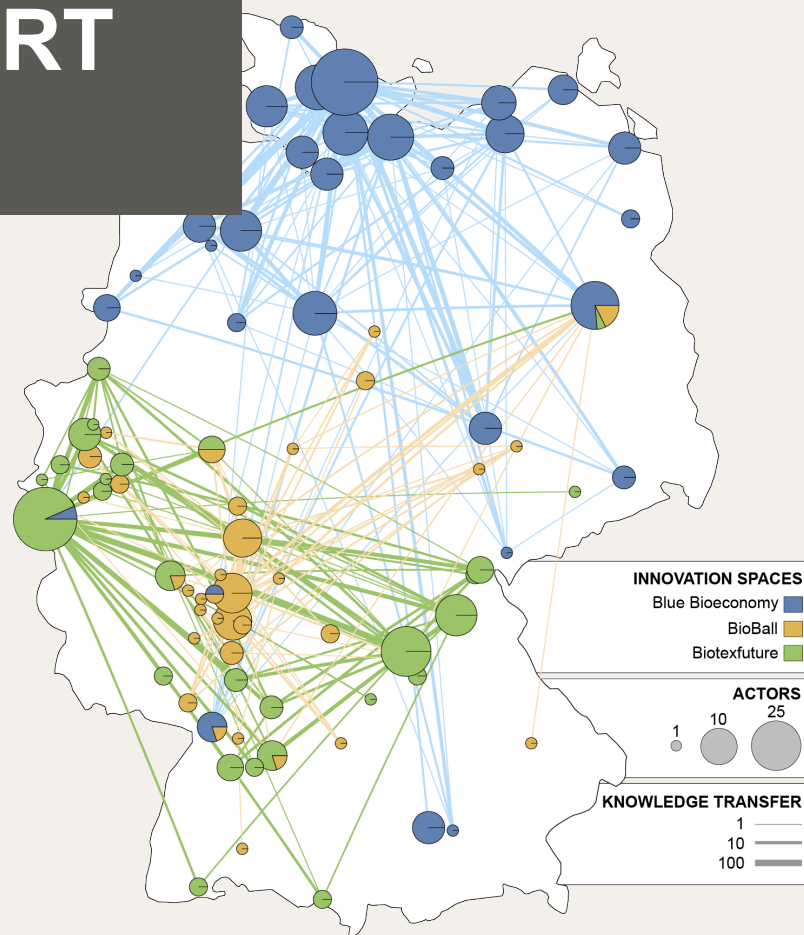 RT
INNOVATION SPACES
Blue Bioeconomy
BioBall
Biotexfuture
ACTORS
1
10
25
KNOWLEDGE TRANSFER
1
10
100